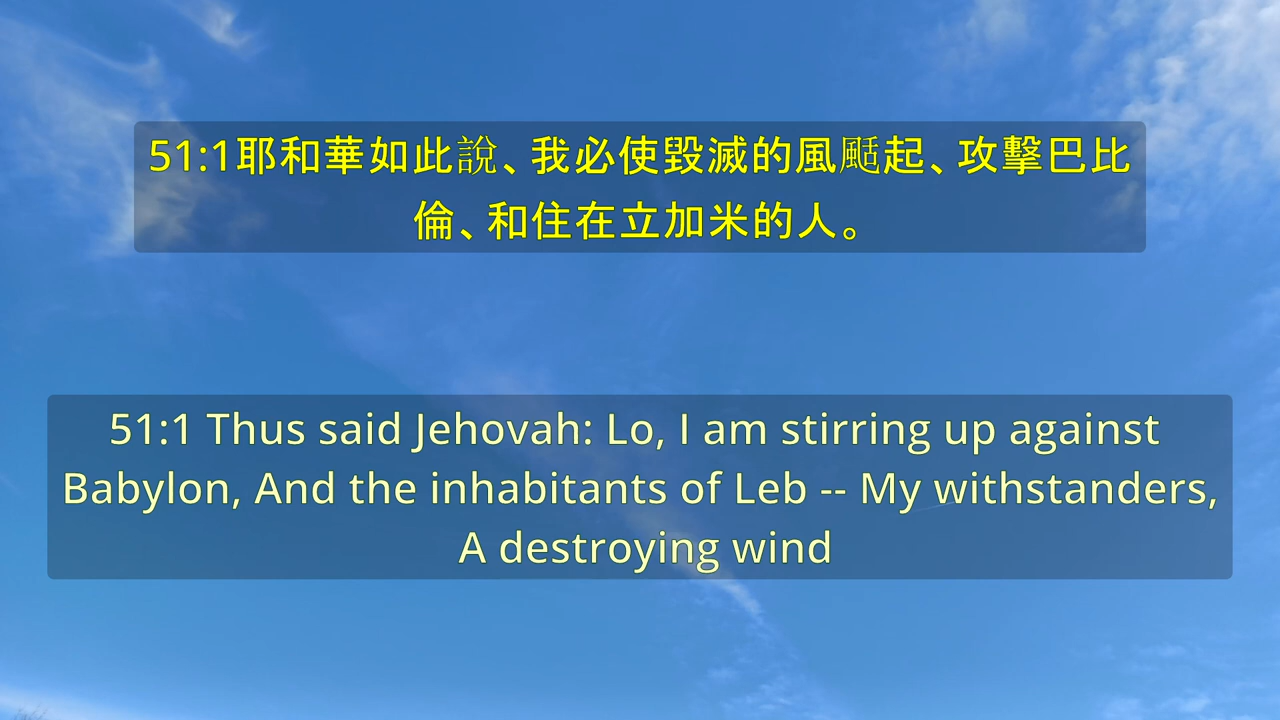 51:1耶和華如此說、我必使毀滅的風颳起、攻擊巴比
倫、和住在立加米的人。
51:1 Thus said Jehovah: Lo, I am stirring up against
Babylon, And the inhabitants of Leb -- My withstanders,
A destroying wind